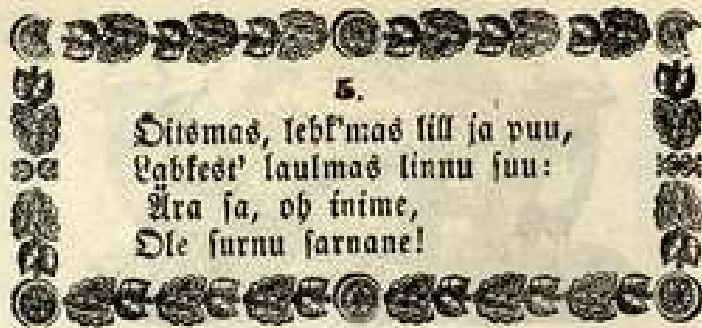 5.
Õitsmas, lehk'mas lill ja puu,
Lahkest' laulmas linnu suu:
Ära sa, oh inime,
Ole surnu sarnane!